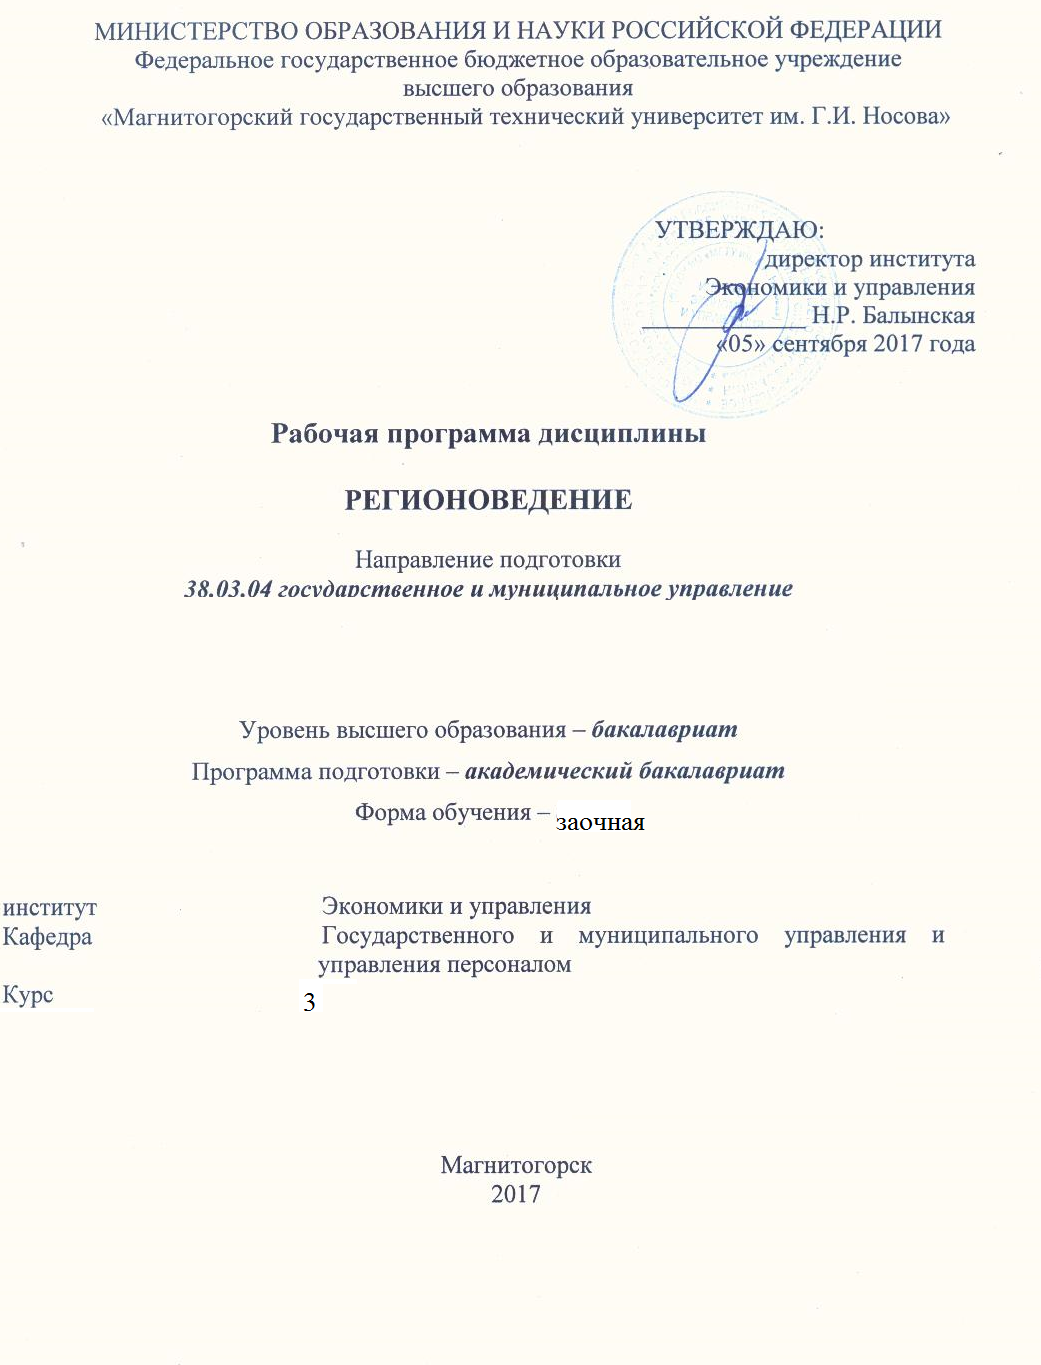 МИНИСТЕРСТВО ОБРАЗОВАНИЯ И НАУКИ РОССИЙСКОЙ ФЕДЕРАЦИИ
Федеральное государственное бюджетное образовательное учреждение
высшего образования
«Магнитогорский государственный технический университет им. Г.И. Носова»
УТВЕРЖДАЮ:
директор института
Экономики и управления
Н.Р. Балынская
«05» сентября 2017 года
Рабочая программа дисциплины
РЕГИОНОВЕДЕНИЕ
Направление подготовки
38.03.04 государственное и муниципальное управление
Уровень высшего образования – бакалавриат
Программа подготовки – академический бакалавриат
Форма обучения – заочная
институт Экономики и управления
Кафедра Государственного и муниципального управления и
управления персоналом
Курс 3
Магнитогорск
2017